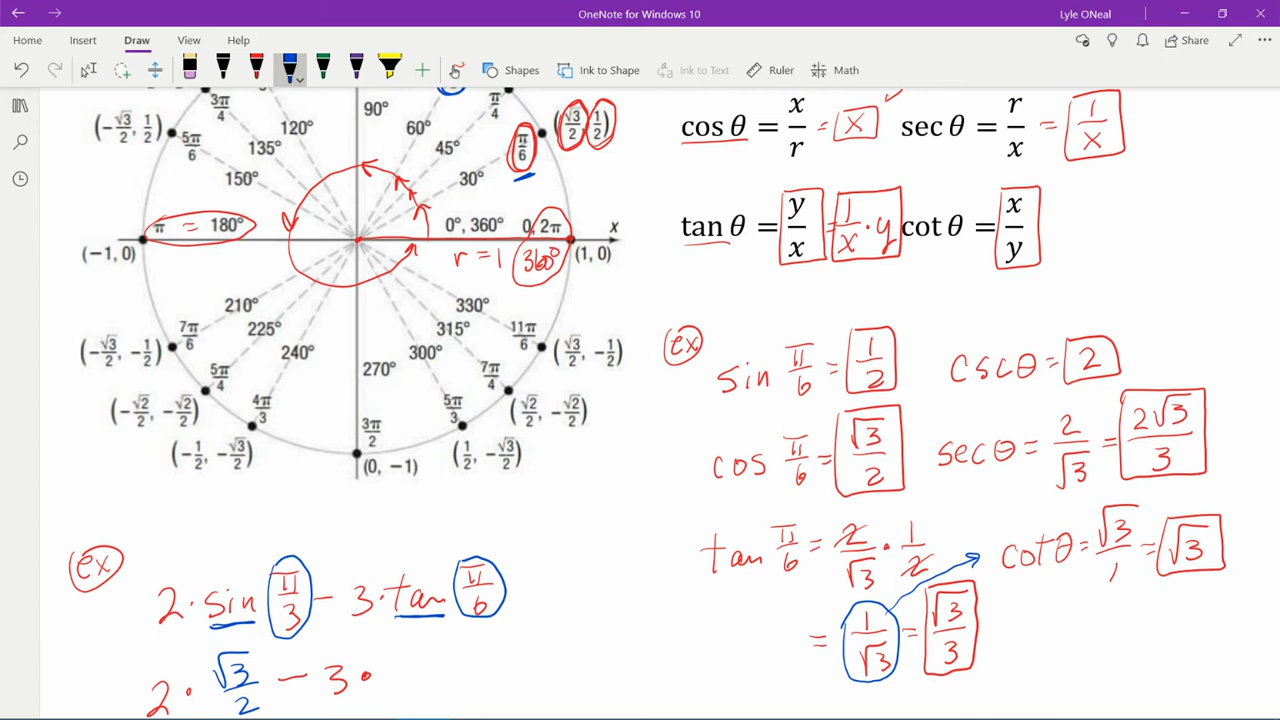 OneNote for Windows 10
Lyle ONeal
Home Insert Draw View Help
Share
Shapes
Ink to Shape
Ink to Text
Ruler
Math
3π/4
90°
π/4
(-√3/2, 1/2)
120°
60°
(√3/2, 1/2)
5π/6
135°
45°
π/6
150°
30°
π = 180°
0°, 360° 0, 2π x
(-1, 0)
r = 1 360° (1, 0)
210°
330°
7π/6
225°
315°
11π/6
(-√3/2, -1/2)
240°
300°
(√3/2, -1/2)
270°
5π/4
7π/4
(-√2/2, -√2/2)
4π/3
3π/2
5π/3
(√2/2, -√2/2)
(-1/2, -√3/2)
(0, -1)
(1/2, -√3/2)
cos θ = x/r = x sec θ = r/x = 1/x
tan θ = y/x = 1/x · y cot θ = x/y
ex
sin π/6 = 1/2 cscθ = 2
cos π/6 = √3/2 secθ = 2/√3 = 2√3/3
tan π/6 = 2/√3 · 1/2 cotθ = √3/1 = √3
= 1/√3 = √3/3
ex
2 · sin π/3 - 3 · tan π/6
2 · √3/2 - 3 ·